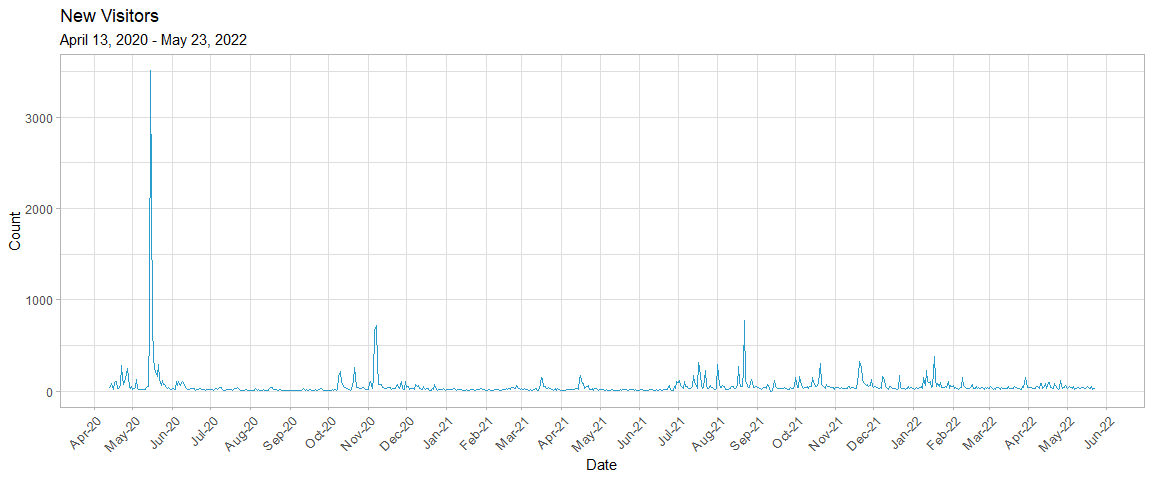 New Visitors
April 13, 2020 - May 23, 2022
Count
3000
2000
1000
0
Apr-20 May-20 Jun-20 Jul-20 Aug-20 Sep-20 Oct-20 Nov-20 Dec-20 Jan-21 Feb-21 Mar-21 Apr-21 May-21 Jun-21 Jul-21 Aug-21 Sep-21 Oct-21 Nov-21 Dec-21 Jan-22 Feb-22 Mar-22 Apr-22 May-22 Jun-22
Date